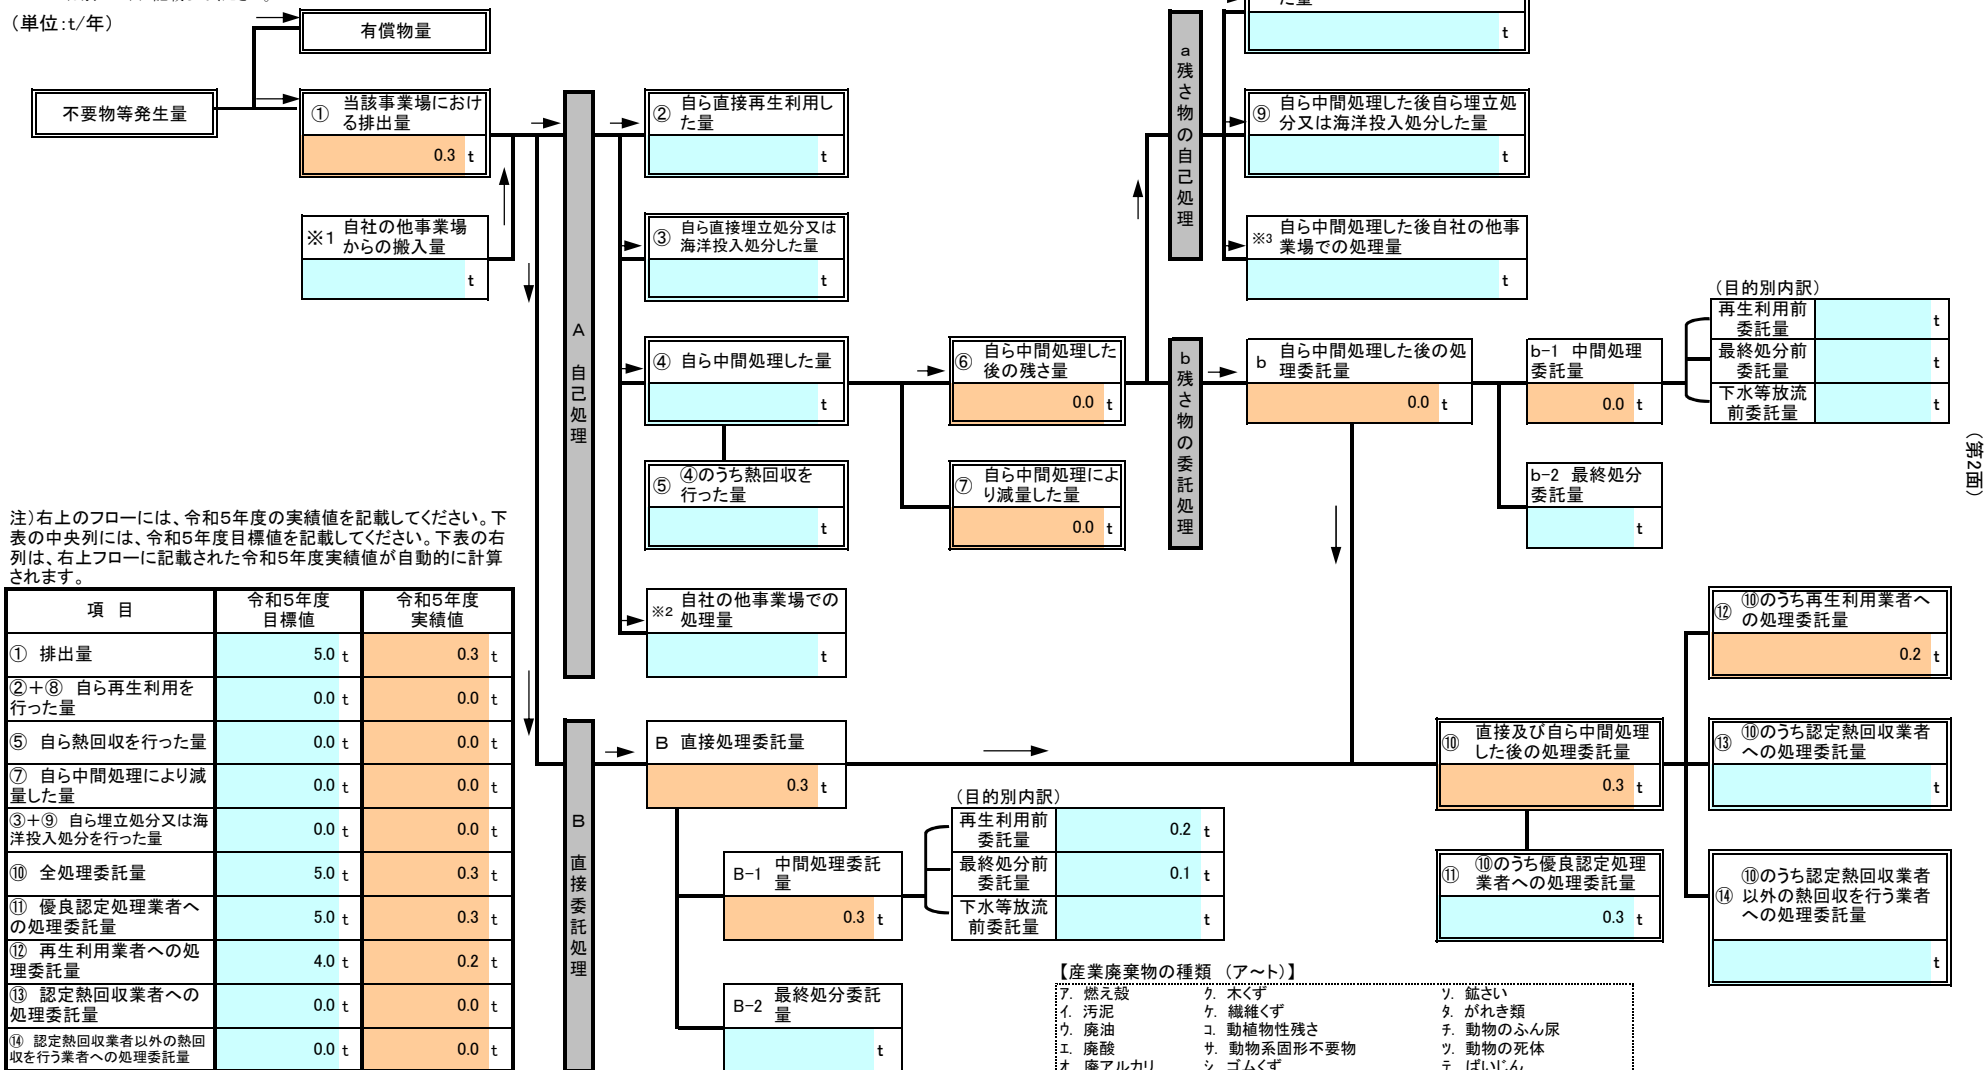 (単位:t/年)
有償物量
不要物等発生量
① 当該事業場におけ
る排出量
0.3 t
※1 自社の他事業場
からの搬入量
t
A 自己処理
② 自ら直接再生利用し
た量
t
③ 自ら直接埋立処分又は
海洋投入処分した量
t
④ 自ら中間処理した量
t
⑤ ④のうち熱回収を
行った量
t
※2 自社の他事業場での
処理量
t
⑥ 自ら中間処理した
後の残さ量
0.0 t
⑦ 自ら中間処理によ
り減量した量
0.0 t
a 残さ物の自己処理
た量
t
⑨ 自ら中間処理した後自ら埋立処
分又は海洋投入処分した量
t
※3 自ら中間処理した後自社の他事
業場での処理量
t
b 残さ物の委託処理
b 自ら中間処理した後の処
理委託量
0.0 t
b-1 中間処理
委託量
0.0 t
b-2 最終処分
委託量
t
(目的別内訳)
再生利用前
委託量
t
最終処分前
委託量
t
下水等放流
前委託量
t
(第2面)
注)右上のフローには、令和5年度の実績値を記載してください。下
表の中央列には、令和5年度目標値を記載してください。下表の右
列は、右上フローに記載された令和5年度実績値が自動的に計算
されます。
項 目 令和5年度 令和5年度
目標値 実績値
① 排出量 5.0 t 0.3 t
②+⑧ 自ら再生利用を
行った量 0.0 t 0.0 t
⑤ 自ら熱回収を行った量 0.0 t 0.0 t
⑦ 自ら中間処理により減
量した量 0.0 t 0.0 t
③+⑨ 自ら埋立処分又は海
洋投入処分を行った量 0.0 t 0.0 t
⑩ 全処理委託量 5.0 t 0.3 t
⑪ 優良認定処理業者へ
の処理委託量 5.0 t 0.3 t
⑫ 再生利用業者への処
理委託量 4.0 t 0.2 t
⑬ 認定熱回収業者への
処理委託量 0.0 t 0.0 t
⑭ 認定熱回収業者以外の熱回
収を行う業者への処理委託量 0.0 t 0.0 t
B 直接委託処理
B 直接処理委託量
0.3 t
B-1 中間処理委託
量
0.3 t
B-2 最終処分委託
量
t
(目的別内訳)
再生利用前
委託量
0.2 t
最終処分前
委託量
0.1 t
下水等放流
前委託量
t
⑩ 直接及び自ら中間処理
した後の処理委託量
0.3 t
⑪ ⑩のうち優良認定処理
業者への処理委託量
0.3 t
⑫ ⑩のうち再生利用業者へ
の処理委託量
0.2 t
⑬ ⑩のうち認定熱回収業者
への処理委託量
t
⑭ ⑩のうち認定熱回収業者
以外の熱回収を行う業者
への処理委託量
t
【産業廃棄物の種類 (ア~ト)】
ア. 燃え殻 ク. 木くず ソ. 鉱さい
イ. 汚泥 ケ. 繊維くず タ. がれき類
ウ. 廃油 コ. 動植物性残さ チ. 動物のふん尿
エ. 廃酸 サ. 動物系固形不要物 ツ. 動物の死体
オ. 廃アルカリ シ. ゴムくず テ. ばいじん